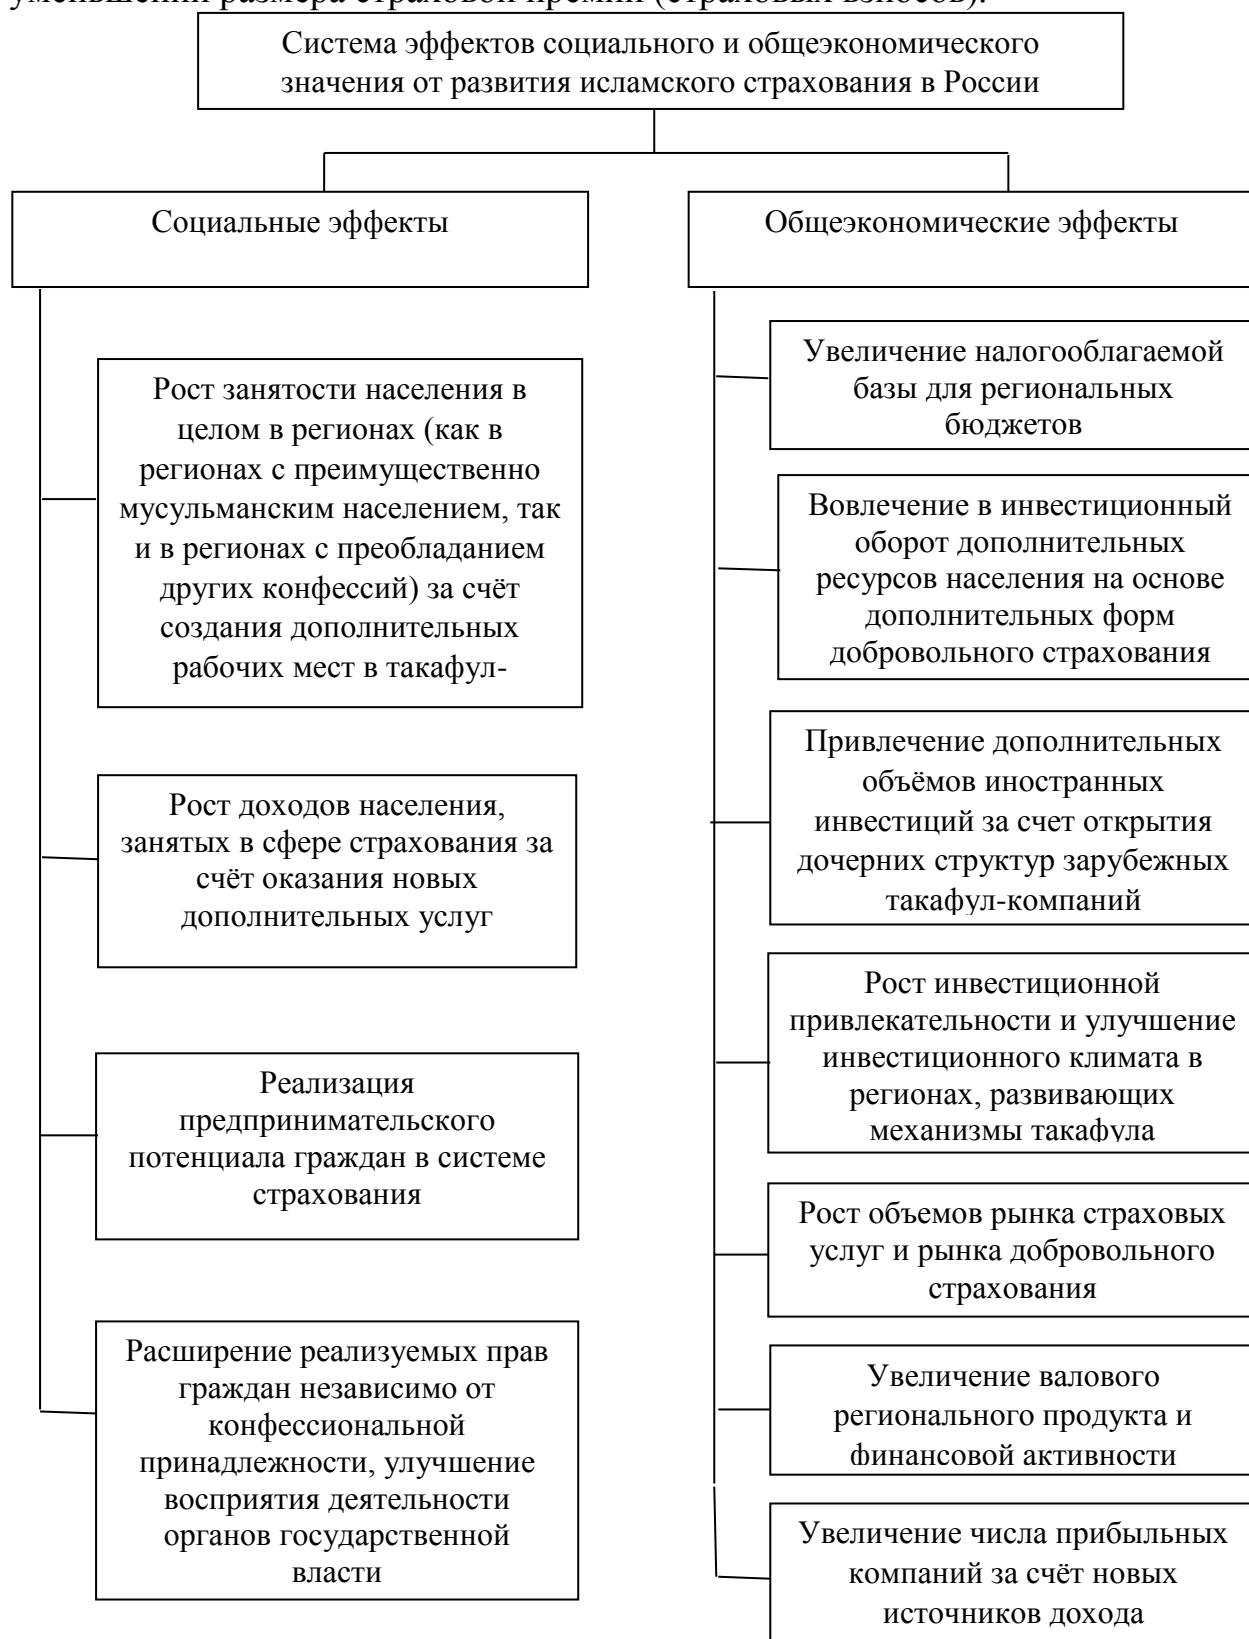 уменьшении размера страховой премии (страховых взносов).
Система эффектов социального и общеэкономического
значения от развития исламского страхования в России
Социальные эффекты
Рост занятости населения в
целом в регионах (как в
регионах с преимущественно
мусульманским населением, так
и в регионах с преобладанием
других конфессий) за счёт
создания дополнительных
рабочих мест в такафул-
Рост доходов населения,
занятых в сфере страхования за
счёт оказания новых
дополнительных услуг
Реализация
предпринимательского
потенциала граждан в системе
страхования
Расширение реализуемых прав
граждан независимо от
конфессиональной
принадлежности, улучшение
восприятия деятельности
органов государственной
власти
Общеэкономические эффекты
Увеличение налогооблагаемой
базы для региональных
бюджетов
Вовлечение в инвестиционный
оборот дополнительных
ресурсов населения на основе
дополнительных форм
добровольного страхования
Привлечение дополнительных
объёмов иностранных
инвестиций за счет открытия
дочерних структур зарубежных
такафул-компаний
Рост инвестиционной
привлекательности и улучшение
инвестиционного климата в
регионах, развивающих
механизмы такафула
Рост объемов рынка страховых
услуг и рынка добровольного
страхования
Увеличение валового
регионального продукта и
финансовой активности
Увеличение числа прибыльных
компаний за счёт новых
источников дохода